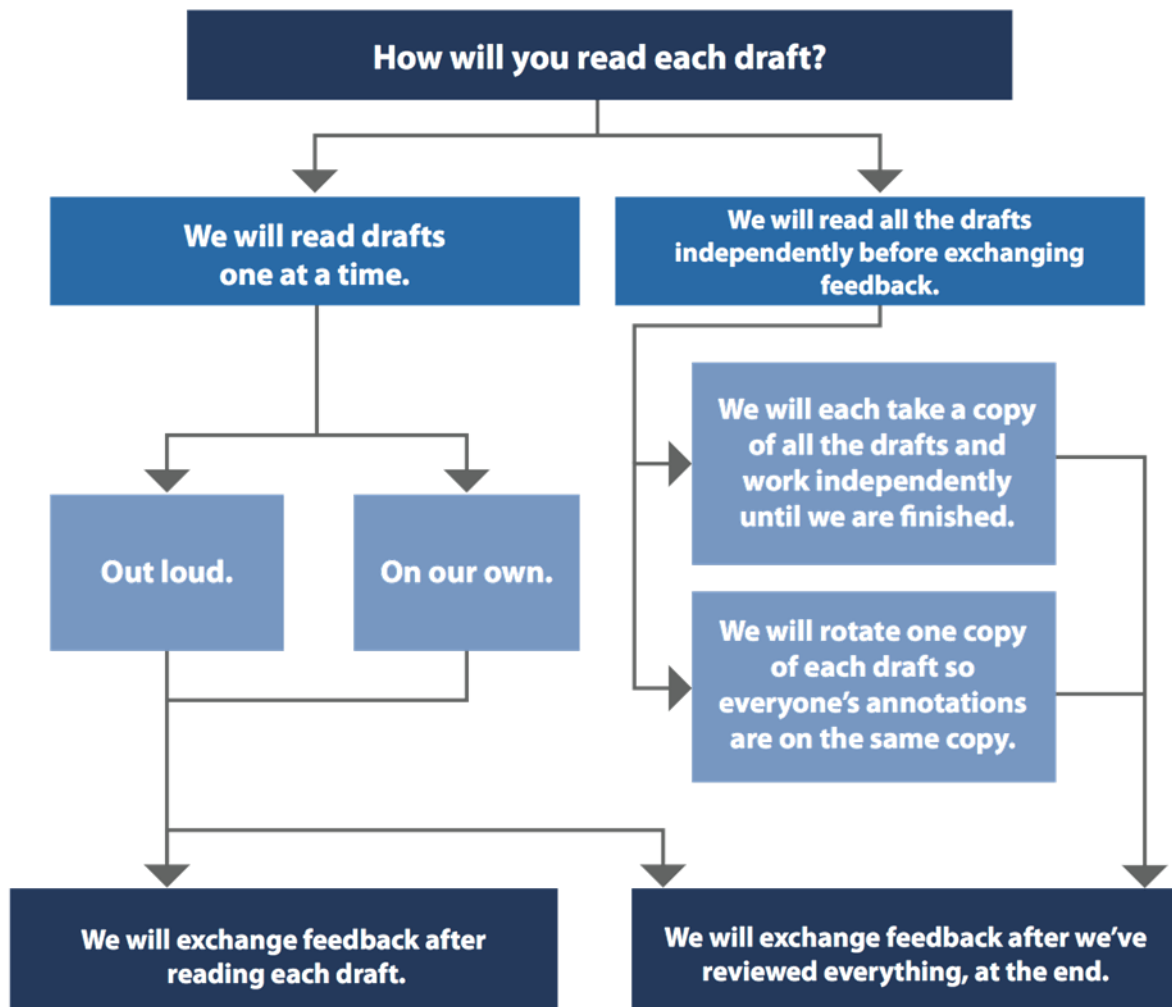 How will you read each draft?
We will read drafts
one at a time.
We will read all the drafts
independently before exchanging
feedback.
We will each take a copy
of all the drafts and
work independently
until we are finished.
Out loud.
On our own.
We will rotate one copy
of each draft so
everyone’s annotations
are on the same copy.
We will exchange feedback after
reading each draft.
We will exchange feedback after we’ve
reviewed everything, at the end.